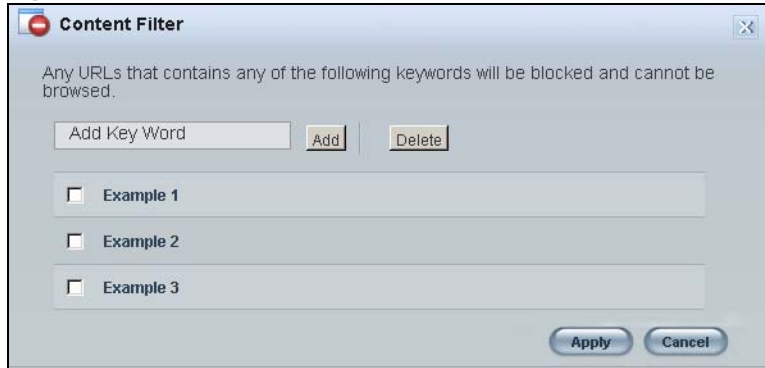 Content Filter
Any URLs that contains any of the following keywords will be blocked and cannot be
browsed.
Add Key Word Add Delete
Example 1
Example 2
Example 3
Apply Cancel